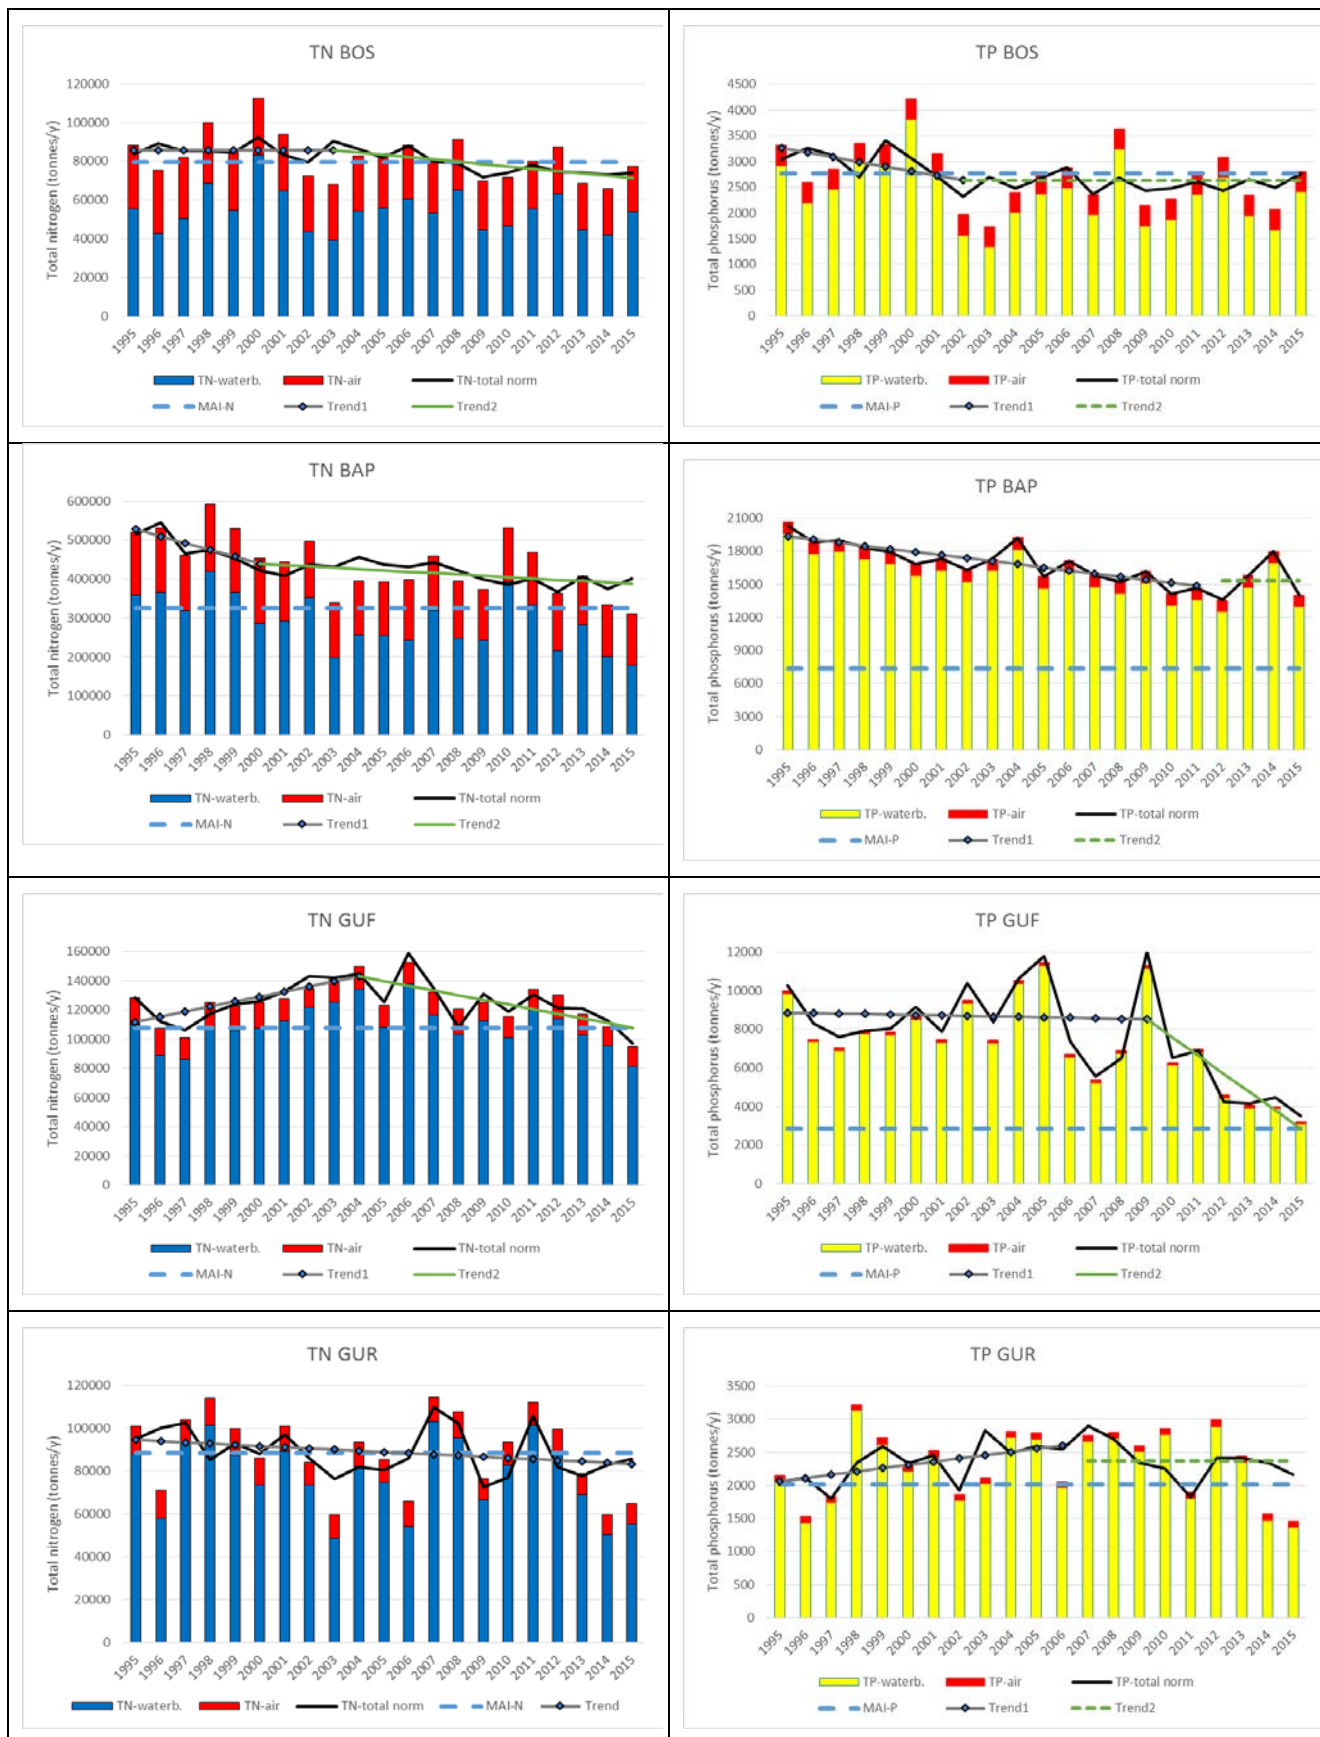 TN BOS
Total nitrogen (tonnes/y)
120000
100000
80000
60000
40000
20000
0
1995 1996 1997 1998 1999 2000 2001 2002 2003 2004 2005 2006 2007 2008 2009 2010 2011 2012 2013 2014 2015
TN-waterb. TN-air TN-total norm
MAI-N Trend1 Trend2
TP BOS
Total phosphorus (tonnes/y)
4500
4000
3500
3000
2500
2000
1500
1000
500
0
1995 1996 1997 1998 1999 2000 2001 2002 2003 2004 2005 2006 2007 2008 2009 2010 2011 2012 2013 2014 2015
TP-waterb. TP-air TP-total norm
MAI-P Trend1 Trend2
TN BAP
Total nitrogen (tonnes/y)
600000
500000
400000
300000
200000
100000
0
1995 1996 1997 1998 1999 2000 2001 2002 2003 2004 2005 2006 2007 2008 2009 2010 2011 2012 2013 2014 2015
TN-waterb. TN-air TN-total norm
MAI-N Trend1 Trend2
TP BAP
Total phosphorus (tonnes/y)
21000
18000
15000
12000
9000
6000
3000
0
1995 1996 1997 1998 1999 2000 2001 2002 2003 2004 2005 2006 2007 2008 2009 2010 2011 2012 2013 2014 2015
TP-waterb. TP-air TP-total norm
MAI-P Trend1 Trend2
TN GUF
Total nitrogen (tonnes/y)
160000
140000
120000
100000
80000
60000
40000
20000
0
1995 1996 1997 1998 1999 2000 2001 2002 2003 2004 2005 2006 2007 2008 2009 2010 2011 2012 2013 2014 2015
TN-waterb. TN-air TN-total norm
MAI-N Trend1 Trend2
TP GUF
Total phosphorus (tonnes/y)
12000
10000
8000
6000
4000
2000
0
1995 1996 1997 1998 1999 2000 2001 2002 2003 2004 2005 2006 2007 2008 2009 2010 2011 2012 2013 2014 2015
TP-waterb. TP-air TP-total norm
MAI-P Trend1 Trend2
TN GUR
Total nitrogen (tonnes/y)
120000
100000
80000
60000
40000
20000
0
1995 1996 1997 1998 1999 2000 2001 2002 2003 2004 2005 2006 2007 2008 2009 2010 2011 2012 2013 2014 2015
TN-waterb. TN-air TN-total norm MAI-N Trend
TP GUR
Total phosphorus (tonnes/y)
3500
3000
2500
2000
1500
1000
500
0
1995 1996 1997 1998 1999 2000 2001 2002 2003 2004 2005 2006 2007 2008 2009 2010 2011 2012 2013 2014 2015
TP-waterb. TP-air TP-total norm
MAI-P Trend1 Trend2